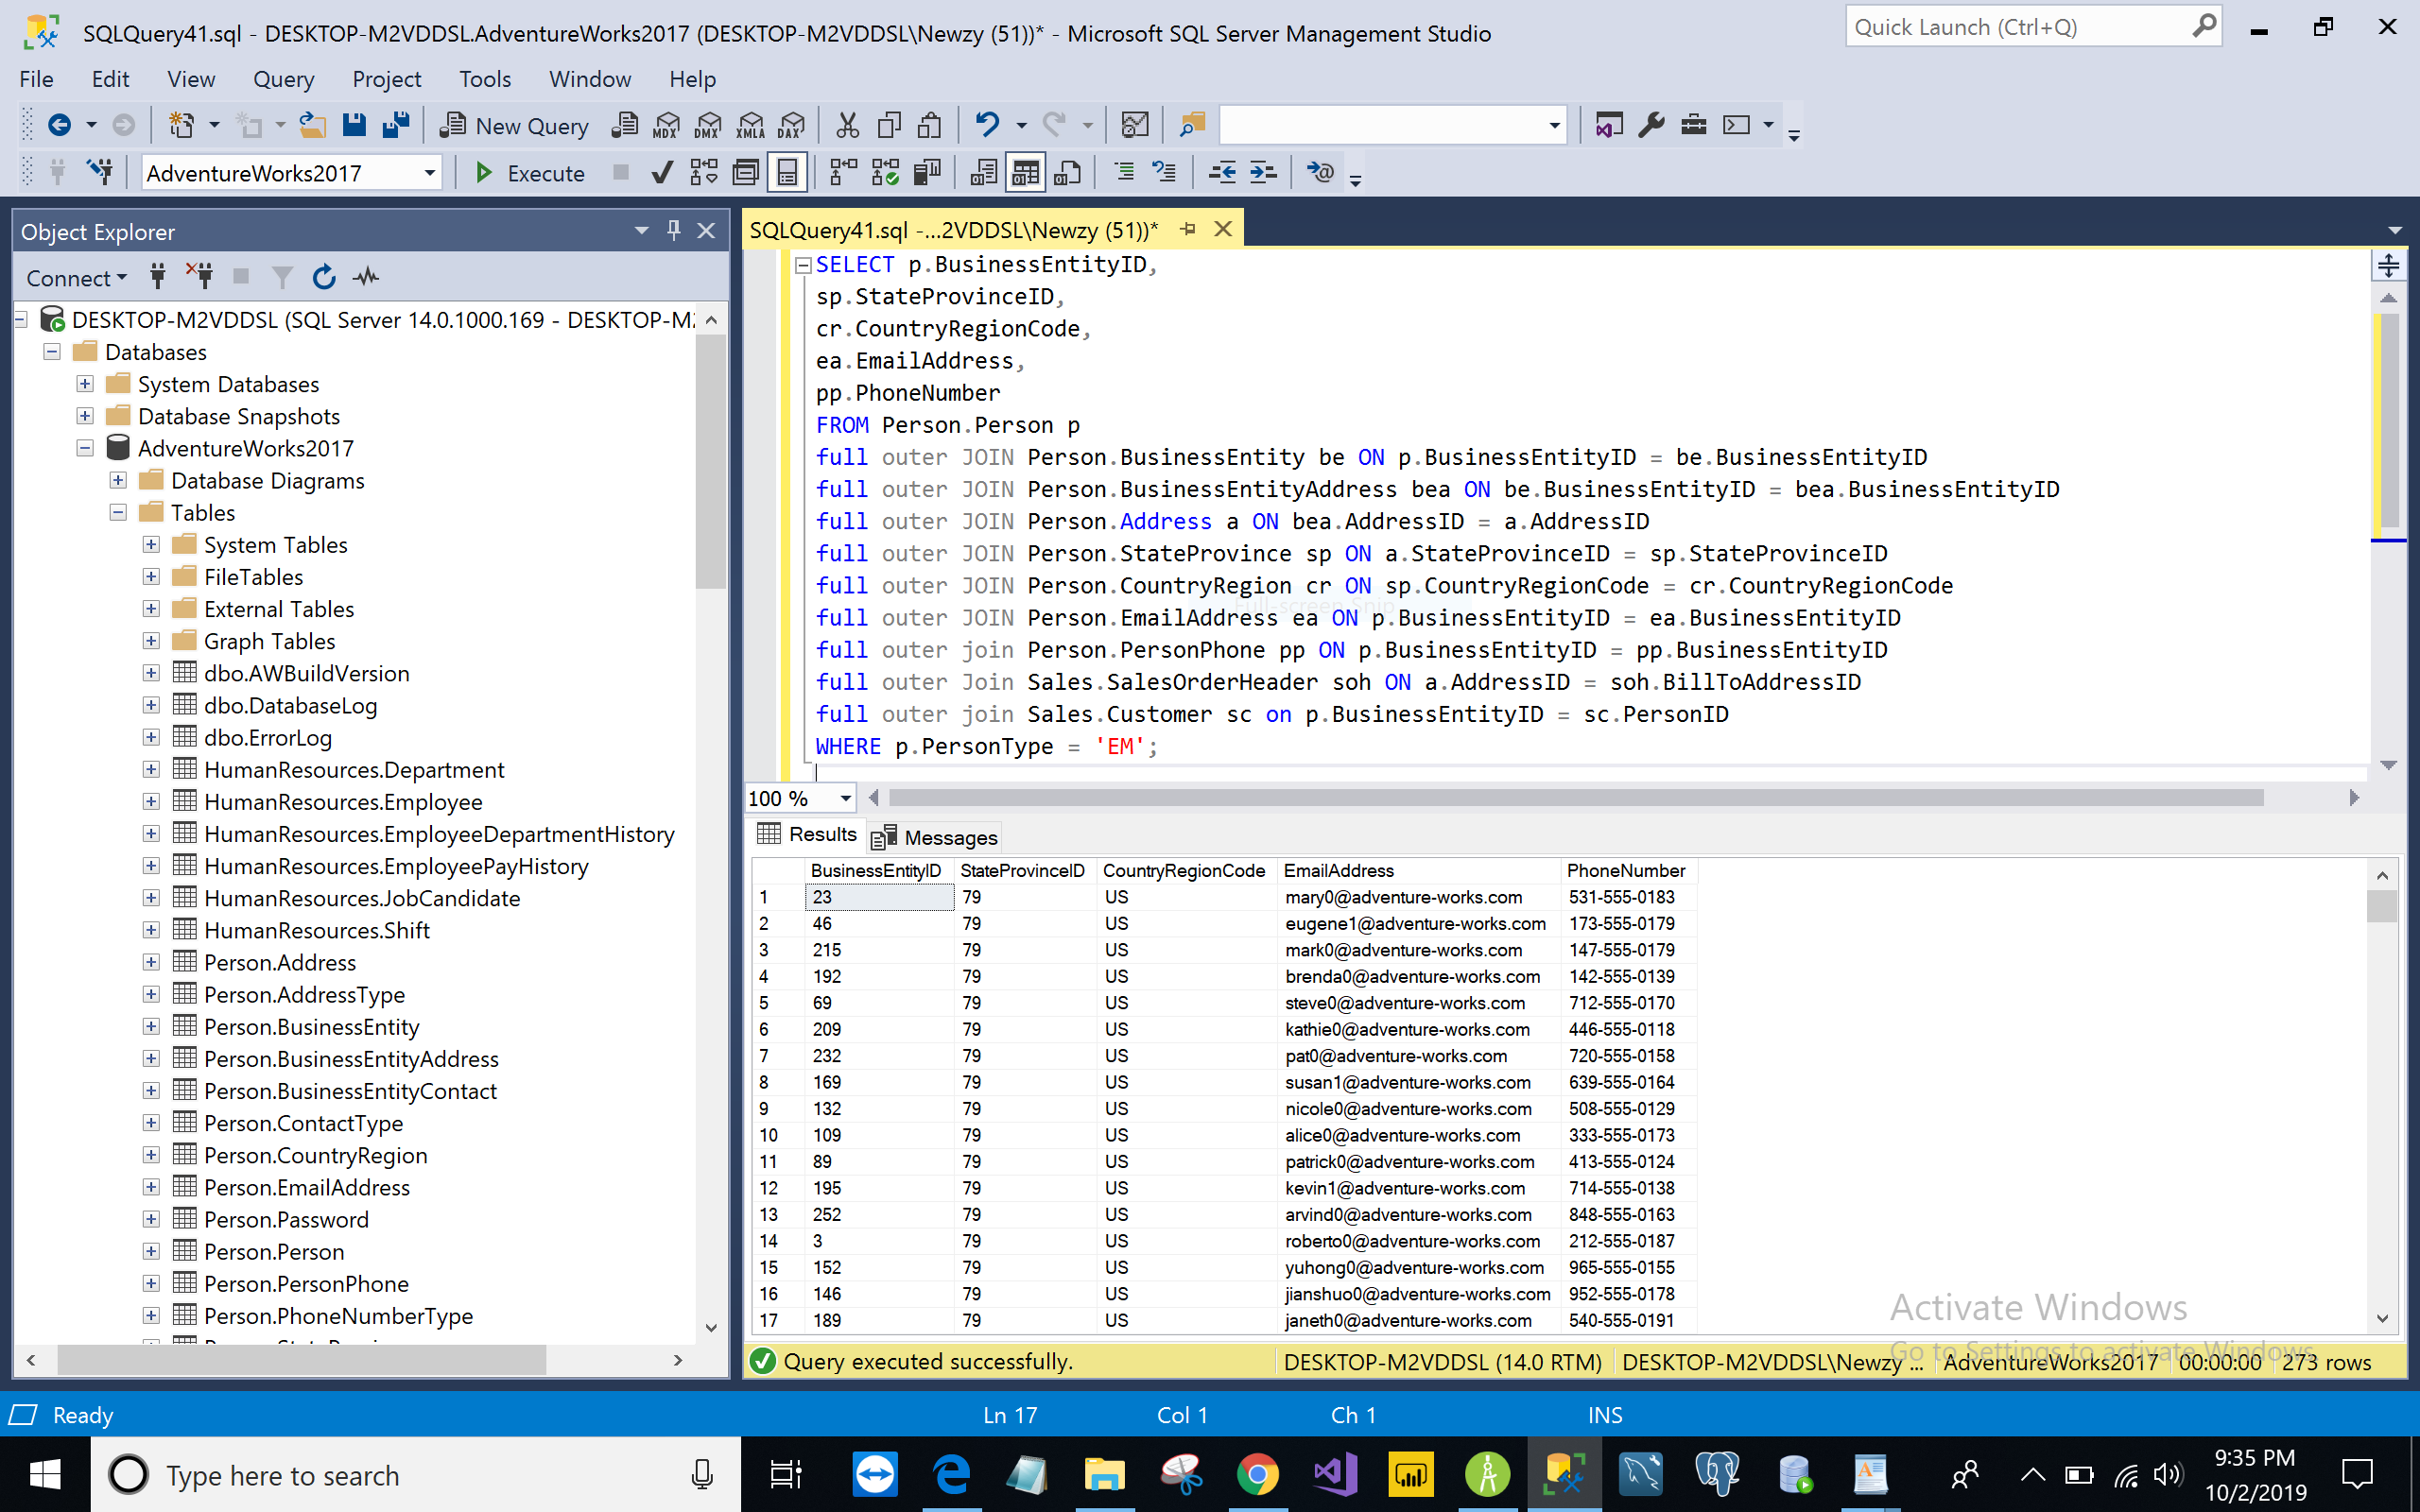 SQLQuery41.sql - DESKTOP-M2VDDSL.AdventureWorks2017 (DESKTOP-M2VDDSL\Newzy (51))* - Microsoft SQL Server Management Studio
Quick Launch (Ctrl+Q)
File Edit View Query Project Tools Window Help
New Query MDX DMX XMLA DAX
AdventureWorks2017 Execute
Object Explorer
Connect
DESKTOP-M2VDDSL (SQL Server 14.0.1000.169 - DESKTOP-M
Databases
System Databases
Database Snapshots
AdventureWorks2017
Database Diagrams
Tables
System Tables
FileTables
External Tables
Graph Tables
dbo.AWBuildVersion
dbo.DatabaseLog
dbo.ErrorLog
HumanResources.Department
HumanResources.Employee
HumanResources.EmployeeDepartmentHistory
HumanResources.EmployeePayHistory
HumanResources.JobCandidate
HumanResources.Shift
Person.Address
Person.AddressType
Person.BusinessEntity
Person.BusinessEntityAddress
Person.BusinessEntityContact
Person.ContactType
Person.CountryRegion
Person.EmailAddress
Person.Password
Person.Person
Person.PersonPhone
Person.PhoneNumberType
SQLQuery41.sql -...2VDDSL\Newzy (51))*
SELECT p.BusinessEntityID,
sp.StateProvinceID,
cr.CountryRegionCode,
ea.EmailAddress,
pp.PhoneNumber
FROM Person.Person p
full outer JOIN Person.BusinessEntity be ON p.BusinessEntityID = be.BusinessEntityID
full outer JOIN Person.BusinessEntityAddress bea ON be.BusinessEntityID = bea.BusinessEntityID
full outer JOIN Person.Address a ON bea.AddressID = a.AddressID
full outer JOIN Person.StateProvince sp ON a.StateProvinceID = sp.StateProvinceID
full outer JOIN Person.CountryRegion cr ON sp.CountryRegionCode = cr.CountryRegionCode
Full-screen Snip
full outer JOIN Person.EmailAddress ea ON p.BusinessEntityID = ea.BusinessEntityID
full outer join Person.PersonPhone pp ON p.BusinessEntityID = pp.BusinessEntityID
full outer Join Sales.SalesOrderHeader soh ON a.AddressID = soh.BillToAddressID
full outer join Sales.Customer sc on p.BusinessEntityID = sc.PersonID
WHERE p.PersonType = 'EM';
100 %
Results Messages
BusinessEntityID StateProvinceID CountryRegionCode EmailAddress PhoneNumber
1 23 79 US mary0@adventure-works.com 531-555-0183
2 46 79 US eugene1@adventure-works.com 173-555-0179
3 215 79 US mark0@adventure-works.com 147-555-0179
4 192 79 US brenda0@adventure-works.com 142-555-0139
5 69 79 US steve0@adventure-works.com 712-555-0170
6 209 79 US kathie0@adventure-works.com 446-555-0118
7 232 79 US pat0@adventure-works.com 720-555-0158
8 169 79 US susan1@adventure-works.com 639-555-0164
9 132 79 US nicole0@adventure-works.com 508-555-0129
10 109 79 US alice0@adventure-works.com 333-555-0173
11 89 79 US patrick0@adventure-works.com 413-555-0124
12 195 79 US kevin1@adventure-works.com 714-555-0138
13 252 79 US arvind0@adventure-works.com 848-555-0163
14 3 79 US roberto0@adventure-works.com 212-555-0187
15 152 79 US yuhong0@adventure-works.com 965-555-0155
16 146 79 US jianshuo0@adventure-works.com 952-555-0178
17 189 79 US janeth0@adventure-works.com 540-555-0191
Activate Windows
Go to Settings to activate Windows.
Query executed successfully. DESKTOP-M2VDDSL (14.0 RTM) DESKTOP-M2VDDSL\Newzy ... AdventureWorks2017 00:00:00 273 rows
Ready Ln 17 Col 1 Ch 1 INS
Type here to search
9:35 PM
10/2/2019